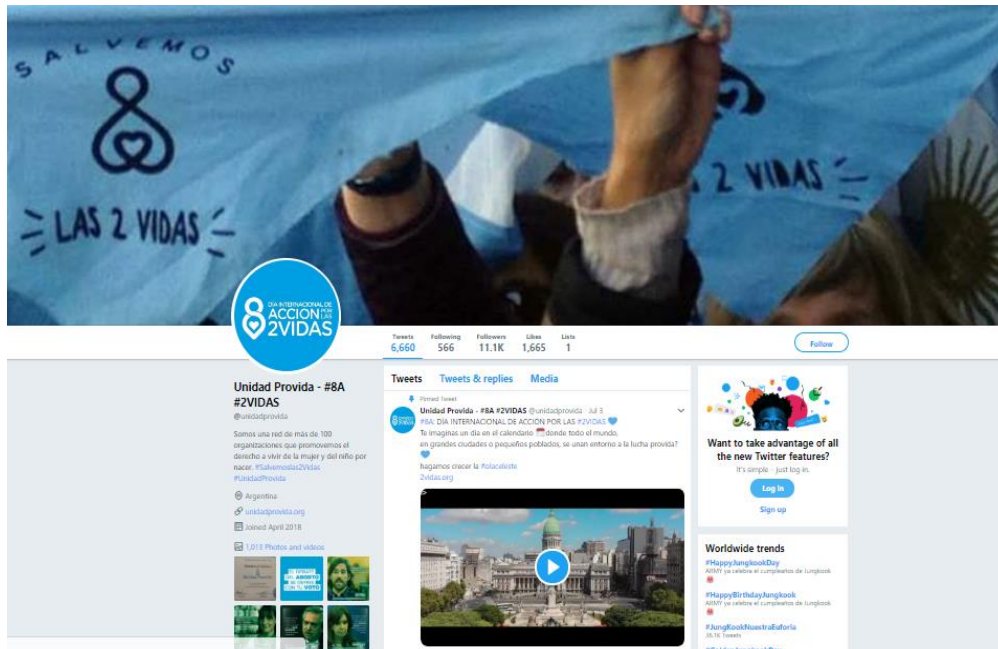 SALVEMOS
LAS 2 VIDAS
2 VIDAS
DÍA INTERNACIONAL DE
ACCION POR LAS
2VIDAS
Tweets Following Followers Likes Lists
6,660 566 11.1K 1,665 1
Follow
Unidad Provida - #8A
#2VIDAS
@unidadprovida
Somos una red de más de 100
organizaciones que promovemos el
derecho a vivir de la mujer y del niño por
nacer. #Salvemoslas2Vidas
#UnidadProvida
Argentina
unidadprovida.org
Joined April 2018
1,010 Photos and videos
Tweets Tweets & replies Media
Pinned Tweet
Unidad Provida - #8A #2VIDAS @unidadprovida · Jul 3
#8A: DÍA INTERNACIONAL DE ACCION POR LAS #2VIDAS
Te imaginas un día en el calendario donde todo el mundo,
en grandes ciudades o pequeños poblados, se unan entorno a la lucha provida?
hagamos crecer la #olaceleste
2vidas.org
Want to take advantage of all
the new Twitter features?
It's simple – just log in.
Log in
Sign up
Worldwide trends
#HappyJungkookDay
ARMY ya celebra el cumpleaños de Jungkook
#HappyBirthdayJungkook
ARMY ya celebra el cumpleaños de Jungkook
#JungKookNuestraEuforia